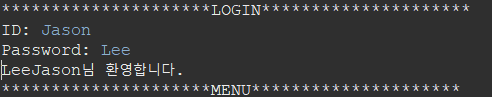 *********************LOGIN*********************
ID: Jason
Password: Lee
LeeJason님 환영합니다.
*********************MENU*********************